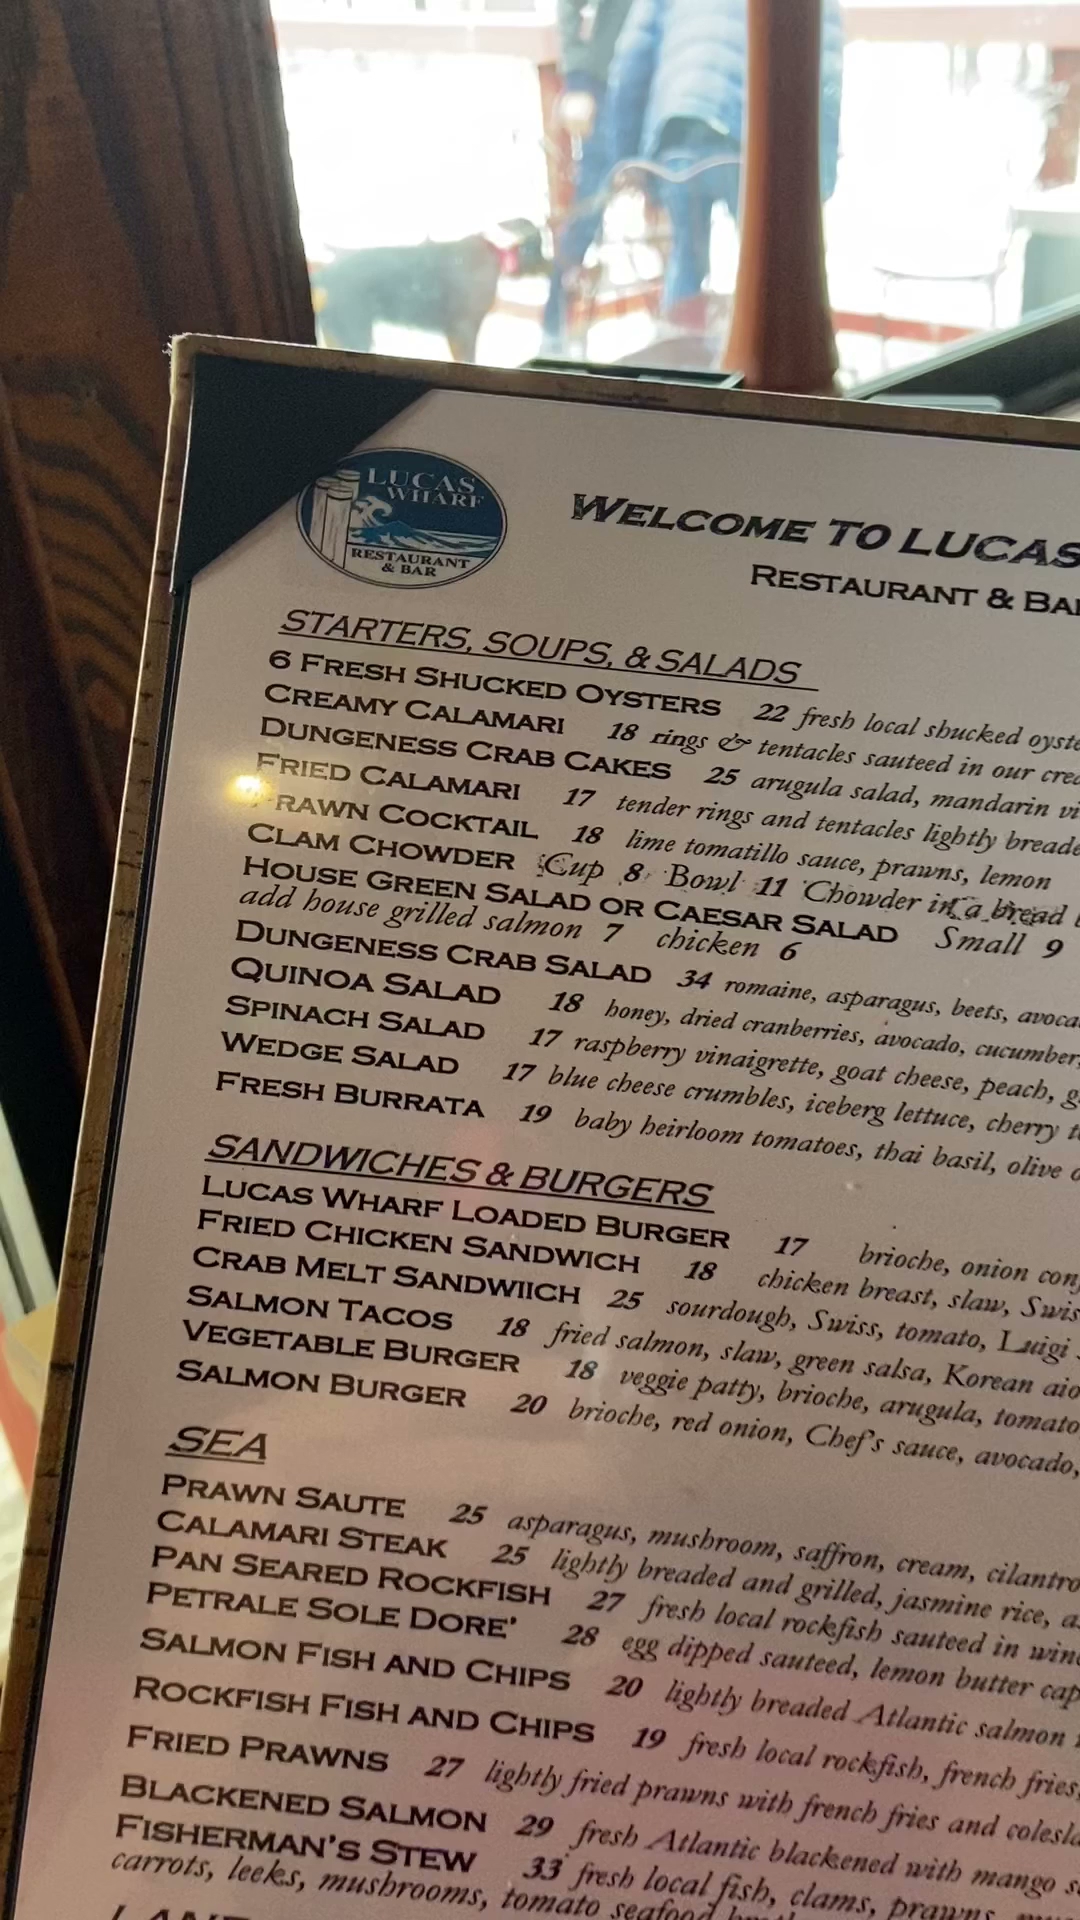 LUCAS
WHARF
RESTAURANT
& BAR
WELCOME TO LUCAS
RESTAURANT &
STARTERS, SOUPS, & SALADS
6 FRESH SHUCKED OYSTERS 22 fresh local shucked
CREAMY CALAMARI 18 rings & tentacles sauteed in our
DUNGENESS CRAB CAKES 25 arugula salad, mandarin
FRIED CALAMARI 17 tender rings and tentacles lightly
PRAWN COCKTAIL 18 lime tomatillo sauce, prawns, lemon
CLAM CHOWDER Cup 8 Bowl 11 Chowder in a bread
HOUSE GREEN SALAD OR CAESAR SALAD Small 9
add house grilled salmon 7 chicken 6
DUNGENESS CRAB SALAD 34 romaine, asparagus, beets,
QUINOA SALAD 18 honey, dried cranberries, avocado, cucumber,
SPINACH SALAD 17 raspberry vinaigrette, goat cheese, peach,
WEDGE SALAD 17 blue cheese crumbles, iceberg lettuce, cherry
FRESH BURRATA 19 baby heirloom tomatoes, thai basil, olive
SANDWICHES & BURGERS
LUCAS WHARF LOADED BURGER 17 brioche, onion
FRIED CHICKEN SANDWICH 18 chicken breast, slaw,
CRAB MELT SANDWIICH 25 sourdough, Swiss, tomato, Luigi
SALMON TACOS 18 fried salmon, slaw, green salsa, Korean
VEGETABLE BURGER 18 veggie patty, brioche, arugula, tomato
SALMON BURGER 20 brioche, red onion, Chef's sauce, avocado,
SEA
PRAWN SAUTE 25 asparagus, mushroom, saffron, cream, cilantro
CALAMARI STEAK 25 lightly breaded and grilled, jasmine rice,
PAN SEARED ROCKFISH 27 fresh local rockfish sauteed in
PETRALE SOLE DORE' 28 egg dipped sauteed, lemon butter
SALMON FISH AND CHIPS 20 lightly breaded Atlantic salmon
ROCKFISH FISH AND CHIPS 19 fresh local rockfish, french fries,
FRIED PRAWNS 27 lightly fried prawns with french fries and
BLACKENED SALMON 29 fresh Atlantic blackened with mango
FISHERMAN'S STEW 33 fresh local fish, clams, prawns,
carrots, leeks, mushrooms, tomato seafood